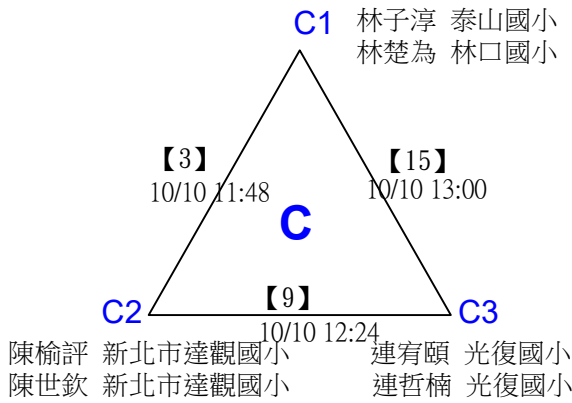 C1 林子淳 泰山國小
林楚為 林口國小
【3】
10/10 11:48
【15】
10/10 13:00
C
【9】
10/10 12:24
C2
C3
陳榆評 新北市達觀國小 連宥頤 光復國小
陳世欽 新北市達觀國小 連哲楠 光復國小